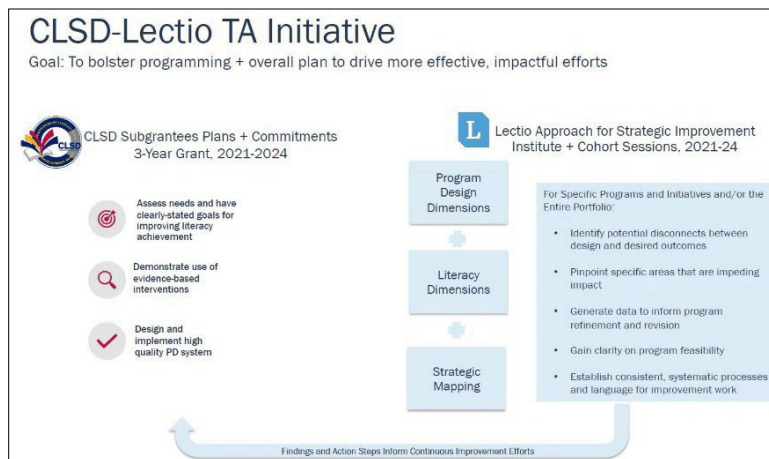 CLSD-Lectio TA Initiative
Goal: To bolster programming + overall plan to drive more effective, impactful efforts
CLSD
CLSD Subgrantees Plans + Commitments
3-Year Grant, 2021-2024
Assess needs and have
clearly-stated goals for
improving literacy
achievement
Demonstrate use of
evidence-based
interventions
Design and
implement high
quality PD system
L
Lectio Approach for Strategic Improvement
Institute + Cohort Sessions, 2021-24
Program
Design
Dimensions
Literacy
Dimensions
Strategic
Mapping
For Specific Programs and Initiatives and/or the
Entire Portfolio:
• Identify potential disconnects between
design and desired outcomes
• Pinpoint specific areas that are impeding
impact
• Generate data to inform program
refinement and revision
• Gain clarity on program feasibility
• Establish consistent, systematic processes
and language for improvement work
Findings and Action Steps Inform Continuous Improvement Efforts